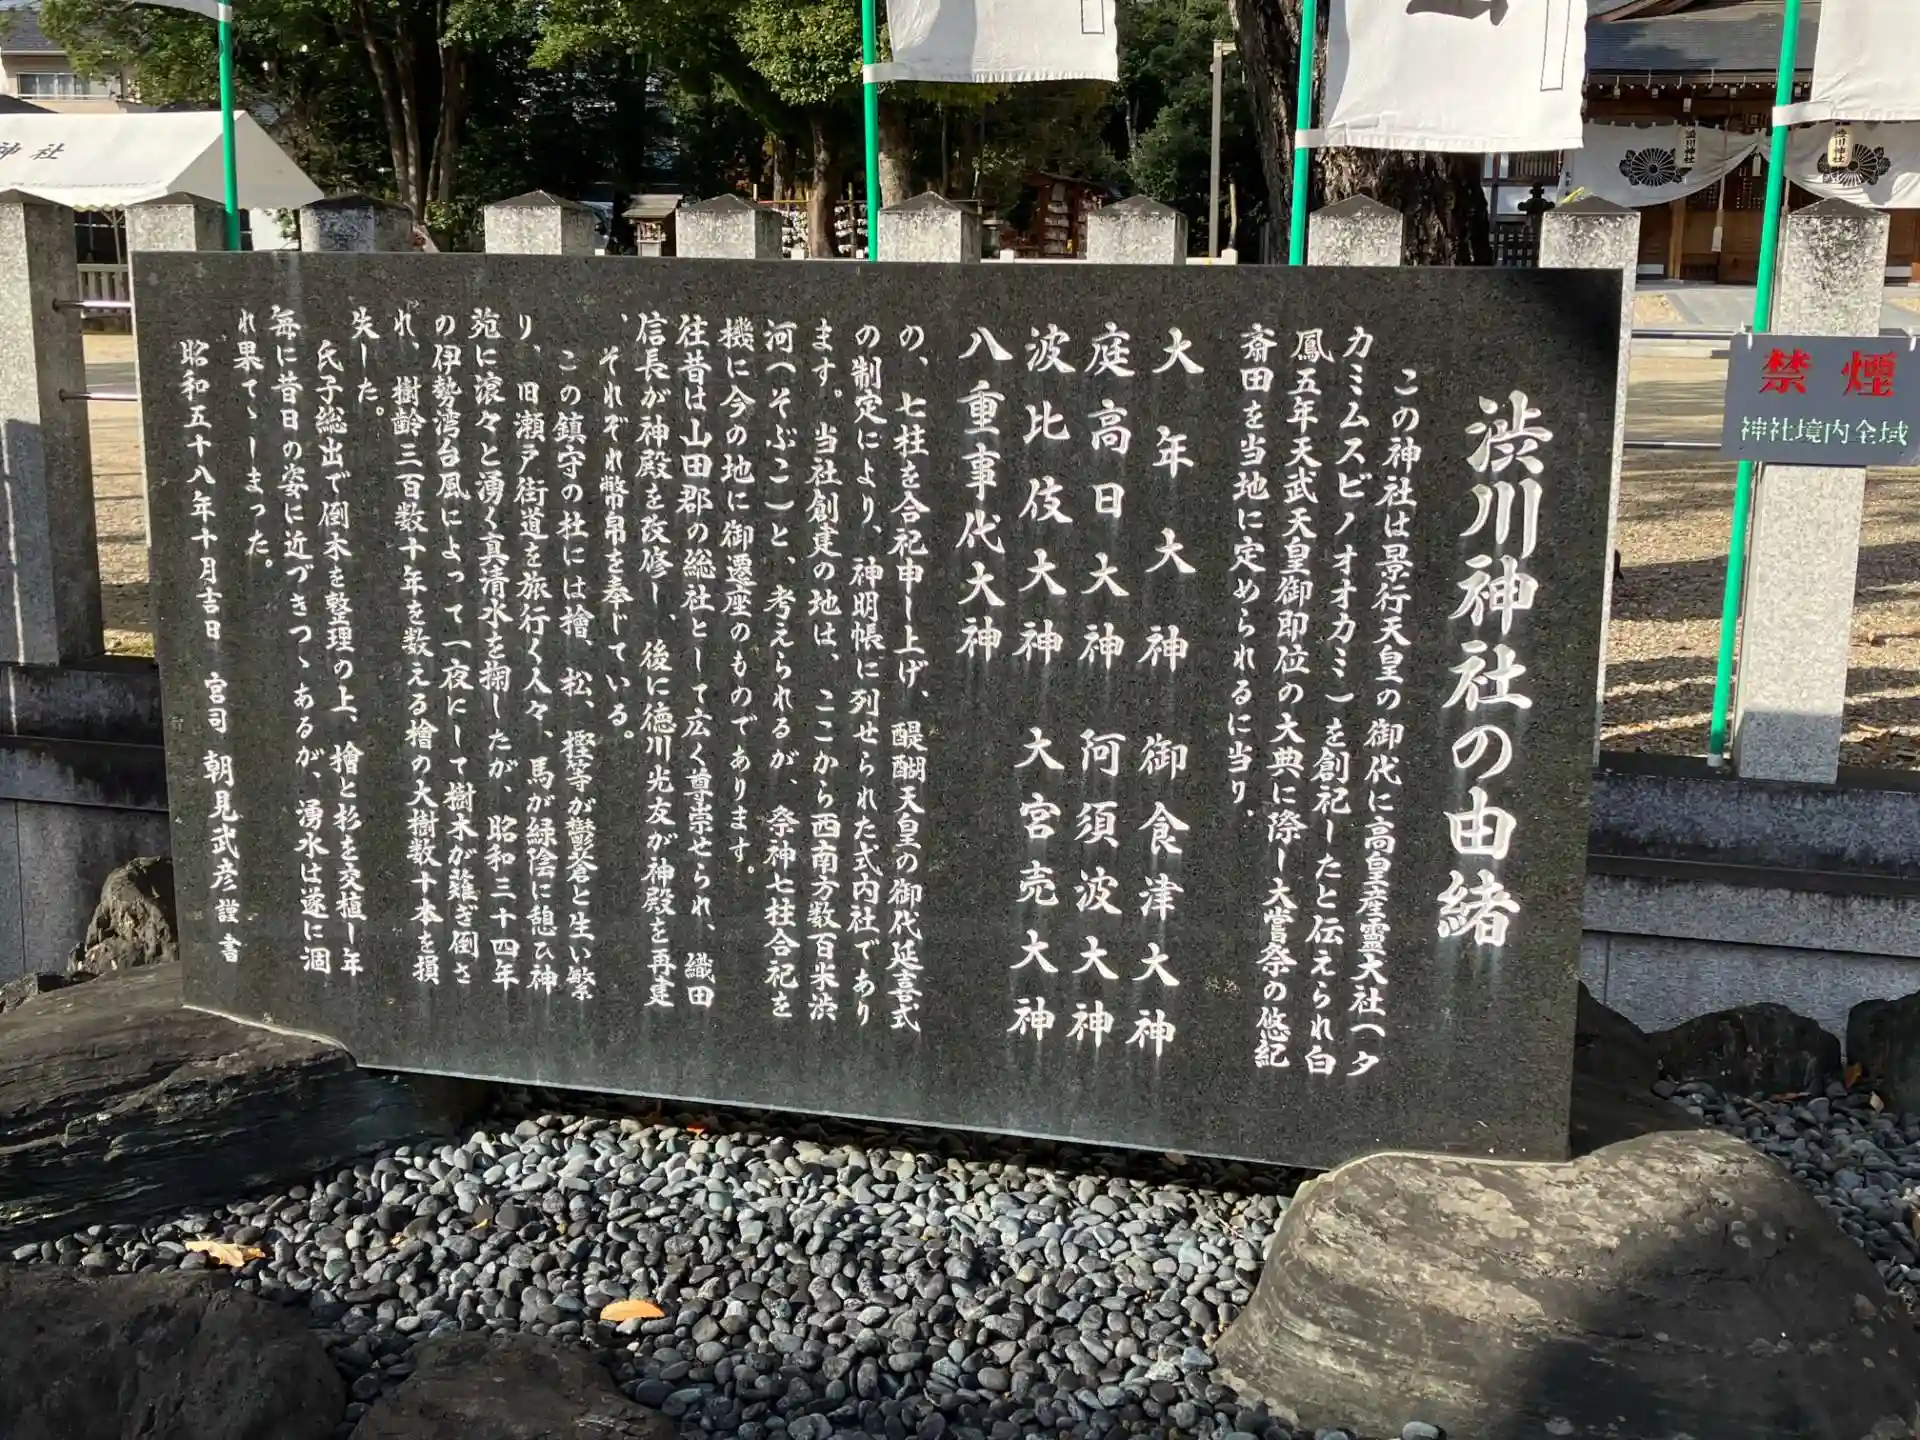 渋川神社の由緒
この神社は景行天皇の御代に高皇産霊大社(タ
カミムスビノオオカミ)を創祀したと伝えられ白
鳳五年天武天皇御即位の大典に際し大嘗祭の悠紀
斎田を当地に定められるに当り、
大年大神 御食津大神
庭高日大神 阿須波大神
波比伎大神 大宮売大神
八重事代大神
の、七柱を合祀申し上げ、醍醐天皇の御代延喜式
の制定により、神明帳に列せられた式内社であり
ます。当社創建の地は、ここから西南方数百米渋
河(そぶこ)と、考えられるが、祭神七柱合祀を
機に今の地に御遷座のものであります。
往昔は山田郡の総社として広く尊崇せられ、織田
信長が神殿を改修し、後に徳川光友が神殿を再建
、それぞれ幣帛を奉じている。
この鎮守の杜には檜、松、樫等が鬱蒼と生い繁
り、旧瀬戸街道を旅行く人々、馬が緑陰に憩ひ神
苑に滾々と湧く真清水を掬したが、昭和三十四年
の伊勢湾台風によって一夜にして樹木が薙ぎ倒さ
れ、樹齢三百数十年を数える檜の大樹数十本を損
失した。
氏子総出で倒木を整理の上、檜と杉を交植し年
毎に昔日の姿に近づきつゝあるが、湧水は遂に涸
れ果てゝしまった。
昭和五十八年十月吉日 宮司 朝見武彦 謹書
禁煙
神社境内全域
神社
渋川神社
渋川神社